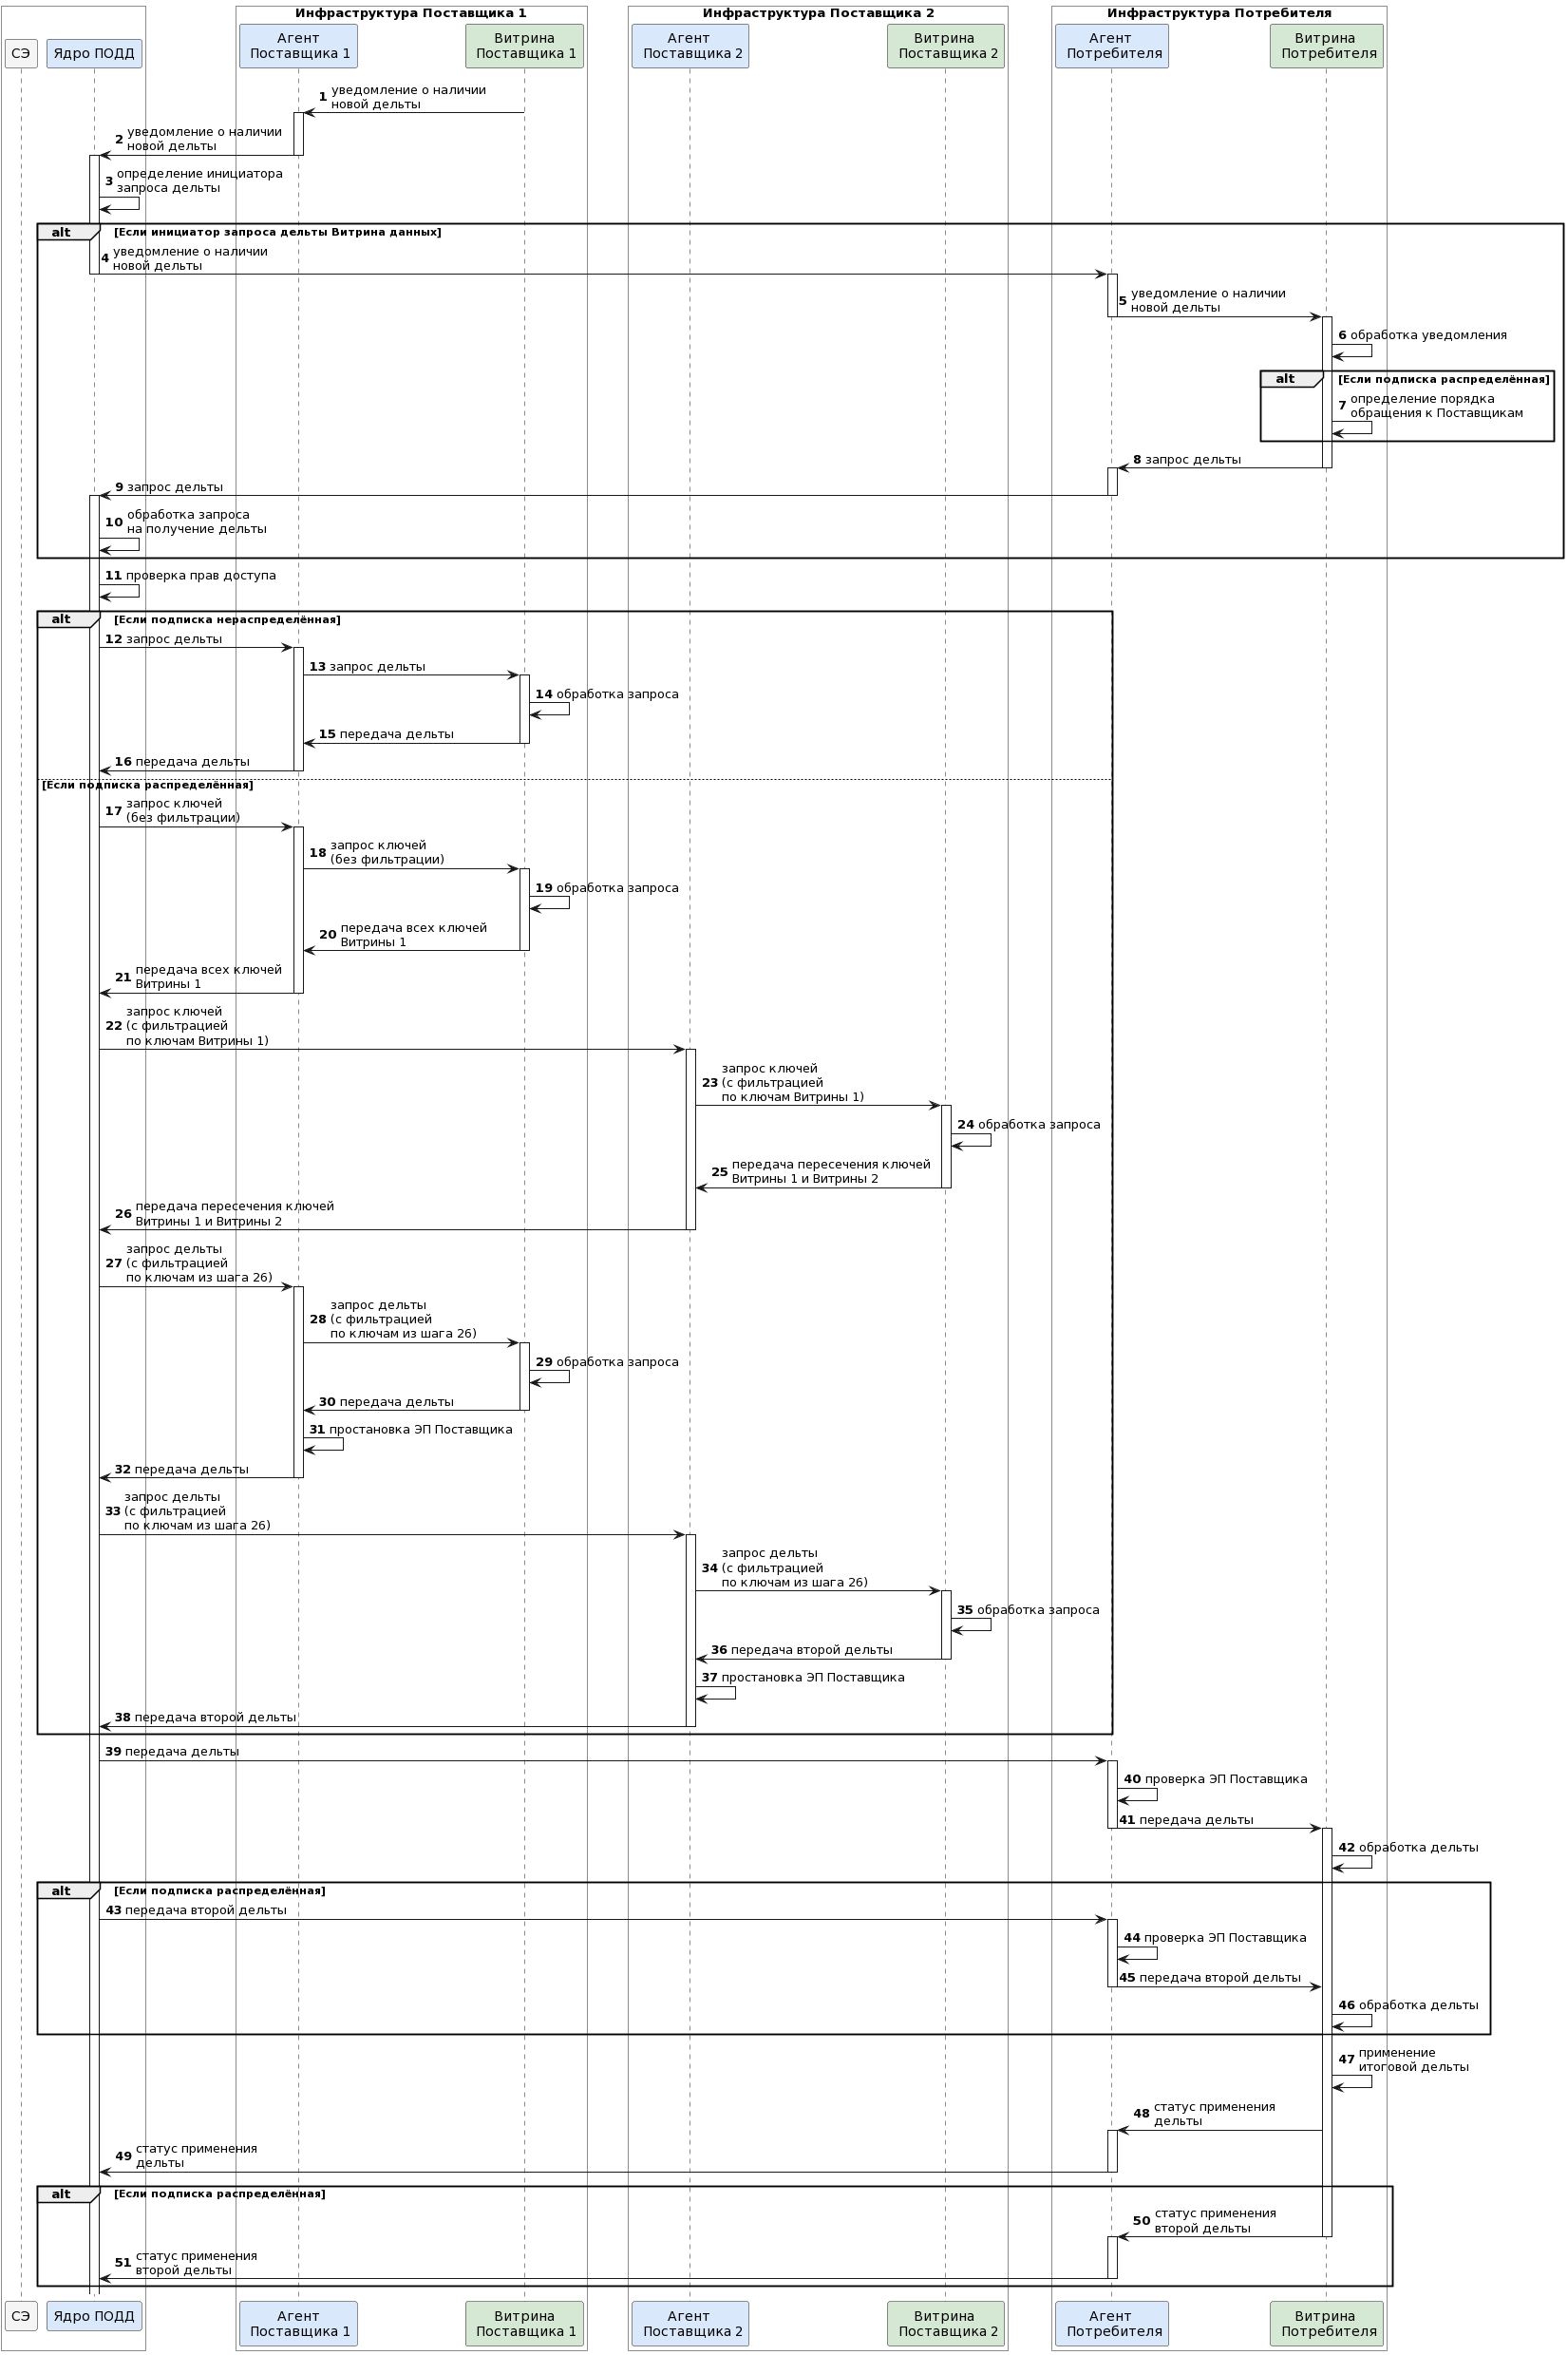 Инфраструктура Поставщика 1
Инфраструктура Поставщика 2
Инфраструктура Потребителя
СЭ
Ядро ПОДД
Агент
Поставщика 1
Витрина
Поставщика 1
Агент
Поставщика 2
Витрина
Поставщика 2
Агент
Потребителя
Витрина
Потребителя
1 уведомление о наличии
новой дельты
2 уведомление о наличии
новой дельты
3 определение инициатора
запроса дельты
alt [Если инициатор запроса дельты Витрина данных]
4 уведомление о наличии
новой дельты
5 уведомление о наличии
новой дельты
6 обработка уведомления
alt [Если подписка распределённая]
7 определение порядка
обращения к Поставщикам
8 запрос дельты
9 запрос дельты
10 обработка запроса
на получение дельты
11 проверка прав доступа
alt [Если подписка нераспределённая]
12 запрос дельты
13 запрос дельты
14 обработка запроса
15 передача дельты
16 передача дельты
[Если подписка распределённая]
17 запрос ключей
(без фильтрации)
18 запрос ключей
(без фильтрации)
19 обработка запроса
20 передача всех ключей
Витрины 1
21 передача всех ключей
Витрины 1
22 запрос ключей
(с фильтрацией
по ключам Витрины 1)
23 запрос ключей
(с фильтрацией
по ключам Витрины 1)
24 обработка запроса
25 передача пересечения ключей
Витрины 1 и Витрины 2
26 передача пересечения ключей
Витрины 1 и Витрины 2
27 запрос дельты
(с фильтрацией
по ключам из шага 26)
28 запрос дельты
(с фильтрацией
по ключам из шага 26)
29 обработка запроса
30 передача дельты
31 простановка ЭП Поставщика
32 передача дельты
33 запрос дельты
(с фильтрацией
по ключам из шага 26)
34 запрос дельты
(с фильтрацией
по ключам из шага 26)
35 обработка запроса
36 передача второй дельты
37 простановка ЭП Поставщика
38 передача второй дельты
39 передача дельты
40 проверка ЭП Поставщика
41 передача дельты
42 обработка дельты
alt [Если подписка распределённая]
43 передача второй дельты
44 проверка ЭП Поставщика
45 передача второй дельты
46 обработка дельты
47 применение
итоговой дельты
48 статус применения
дельты
49 статус применения
дельты
alt [Если подписка распределённая]
50 статус применения
второй дельты
51 статус применения
второй дельты
СЭ
Ядро ПОДД
Агент
Поставщика 1
Витрина
Поставщика 1
Агент
Поставщика 2
Витрина
Поставщика 2
Агент
Потребителя
Витрина
Потребителя